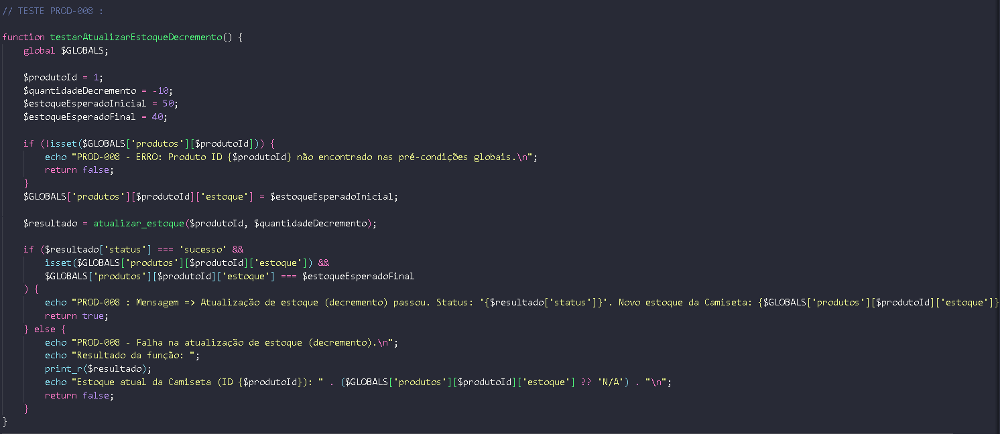 // TESTE PROD-008 :
function testarAtualizarEstoqueDecremento() {
global $GLOBALS;
$produtoId = 1;
$quantidadeDecremento = -10;
$estoqueEsperadoInicial = 50;
$estoqueEsperadoFinal = 40;
if (!isset($GLOBALS['produtos'][$produtoId])) {
echo "PROD-008 - ERRO: Produto ID {$produtoId} não encontrado nas pré-condições globais.\n";
return false;
}
$GLOBALS['produtos'][$produtoId]['estoque'] = $estoqueEsperadoInicial;
$resultado = atualizar_estoque($produtoId, $quantidadeDecremento);
if ($resultado['status'] === 'sucesso' &&
isset($GLOBALS['produtos'][$produtoId]['estoque']) &&
$GLOBALS['produtos'][$produtoId]['estoque'] === $estoqueEsperadoFinal
) {
echo "PROD-008 : Mensagem => Atualização de estoque (decremento) passou. Status: '{$resultado['status']}'. Novo estoque da Camiseta: {$GLOBALS['produtos'][$produtoId]['estoque']}
return true;
} else {
echo "PROD-008 - Falha na atualização de estoque (decremento).\n";
echo "Resultado da função: ";
print_r($resultado);
echo "Estoque atual da Camiseta (ID {$produtoId}): " . ($GLOBALS['produtos'][$produtoId]['estoque'] ?? 'N/A') . "\n";
return false;
}
}